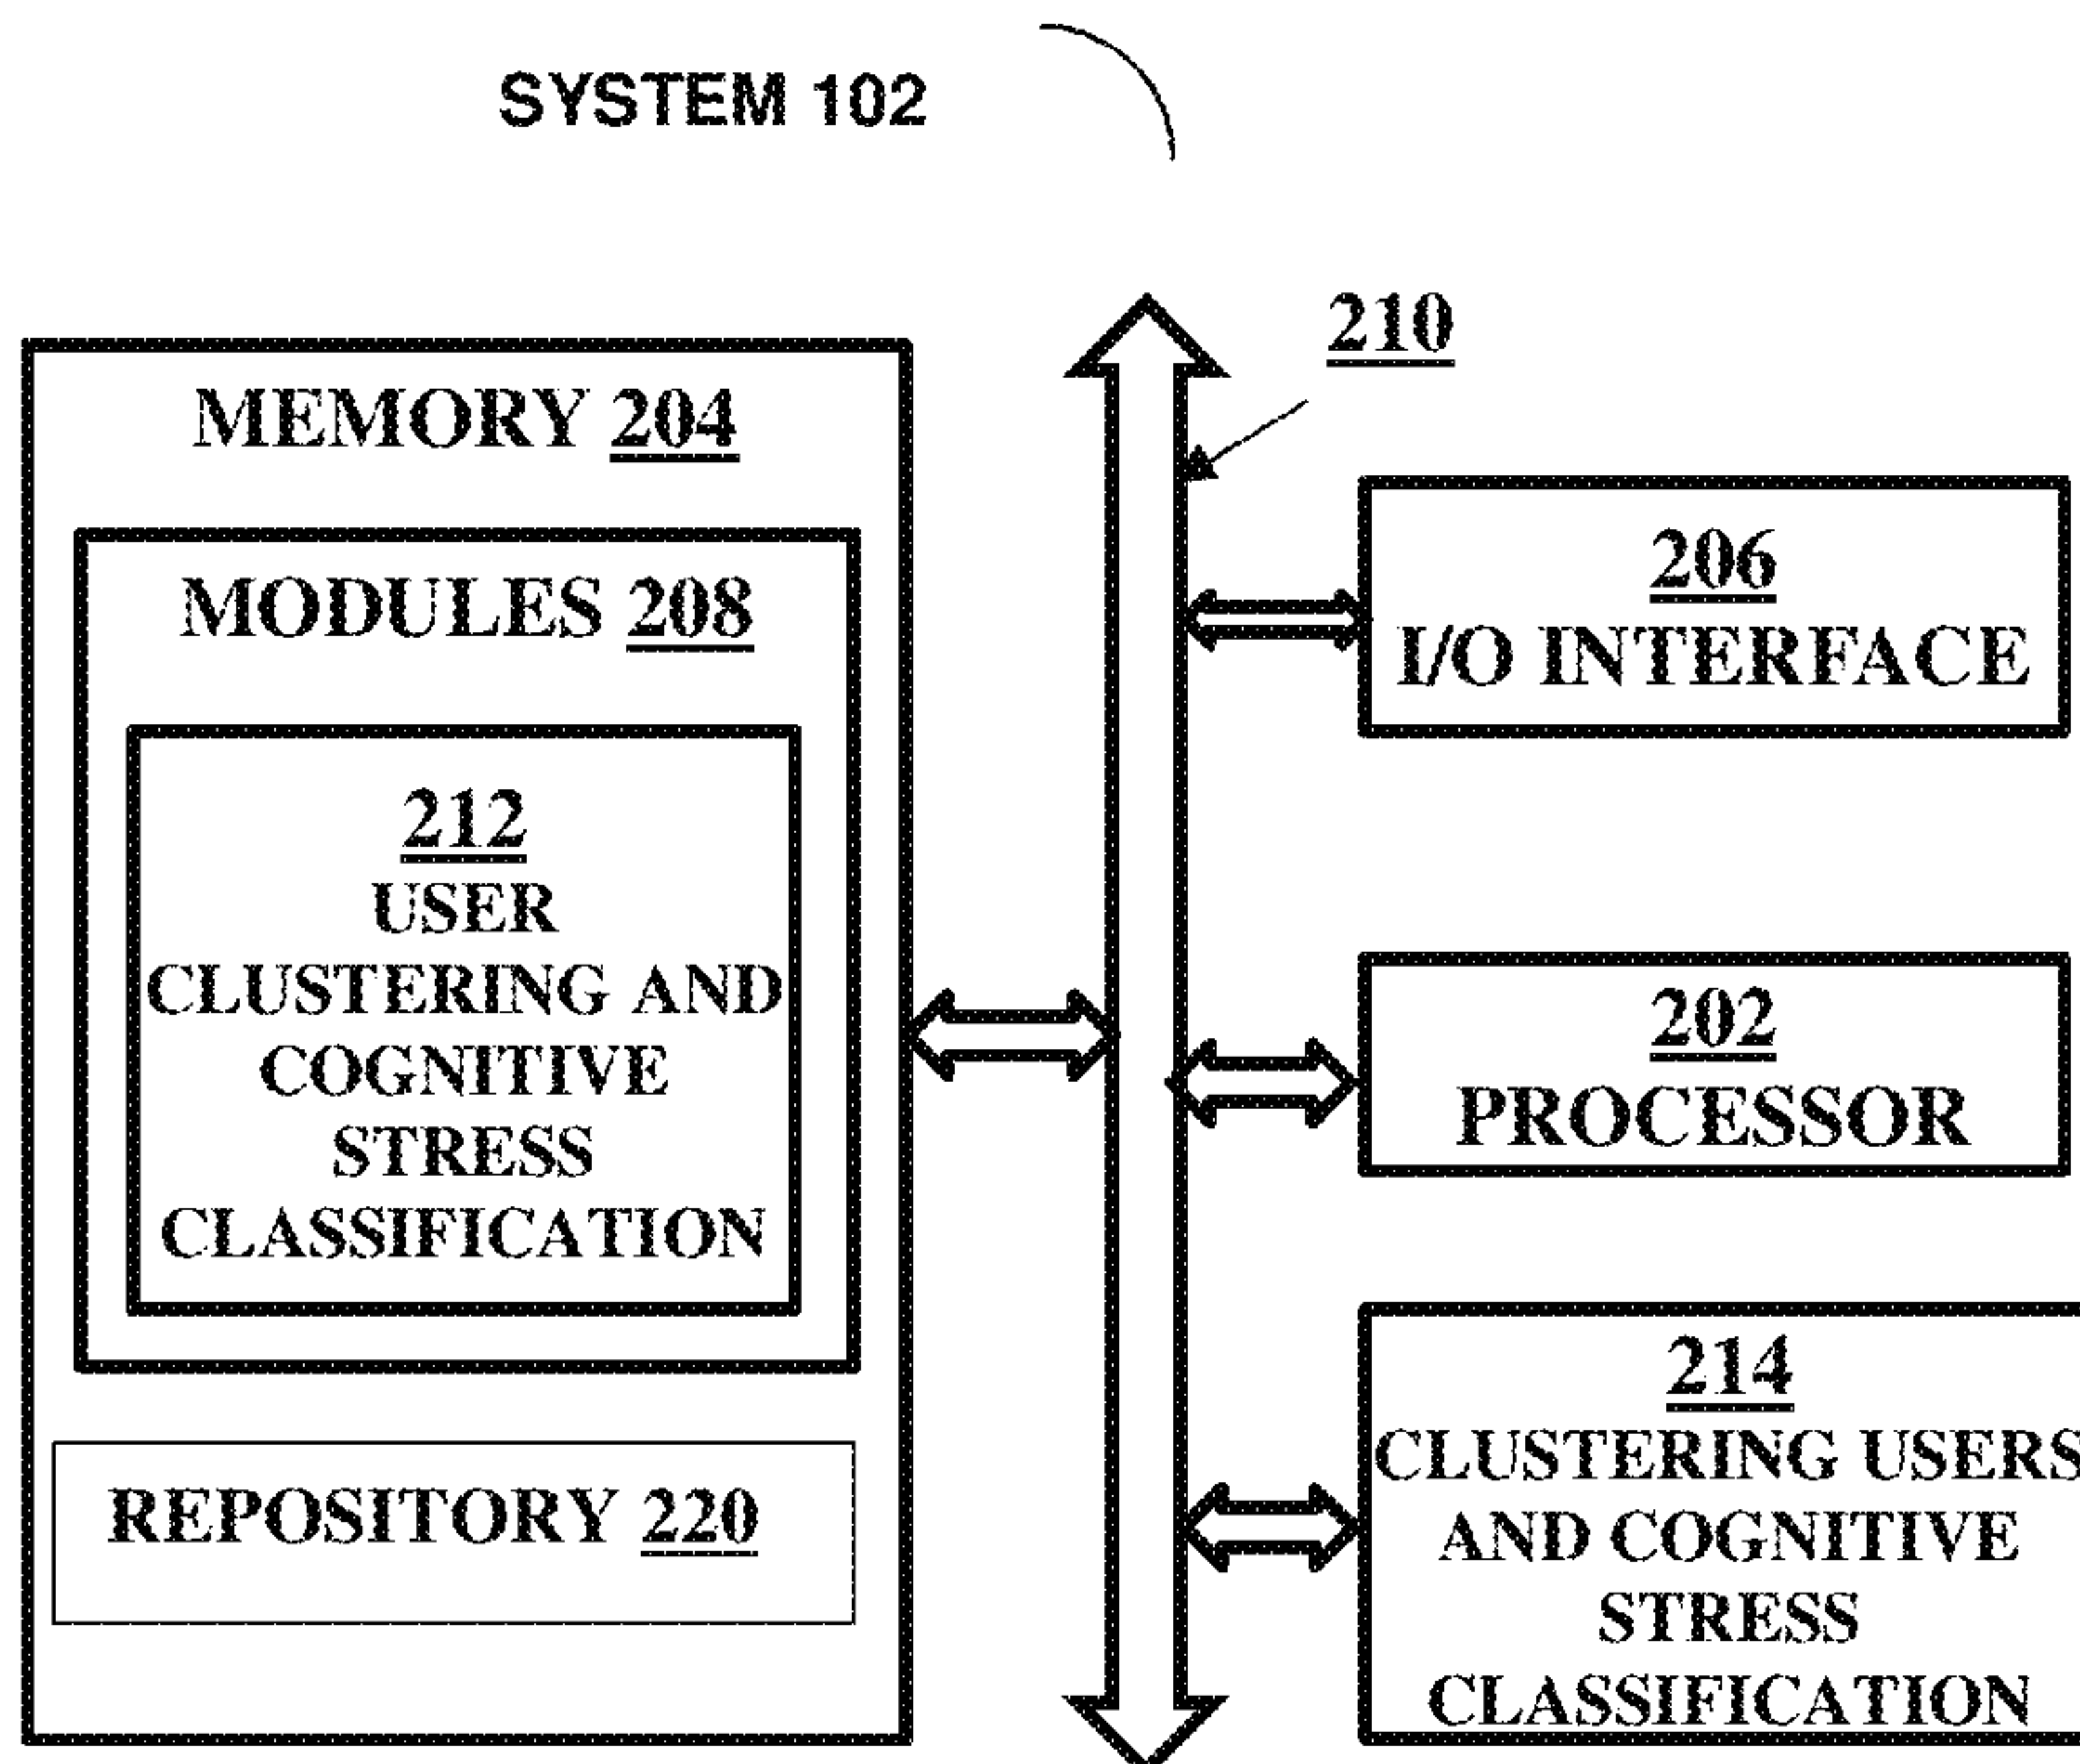 SYSTEM 102
210
MEMORY 204
MODULES 208
212
USER
CLUSTERING AND
COGNITIVE
STRESS
CLASSIFICATION
REPOSITORY 220
206
I/O INTERFACE
202
PROCESSOR
214
CLUSTERING USERS
AND COGNITIVE
STRESS
CLASSIFICATION